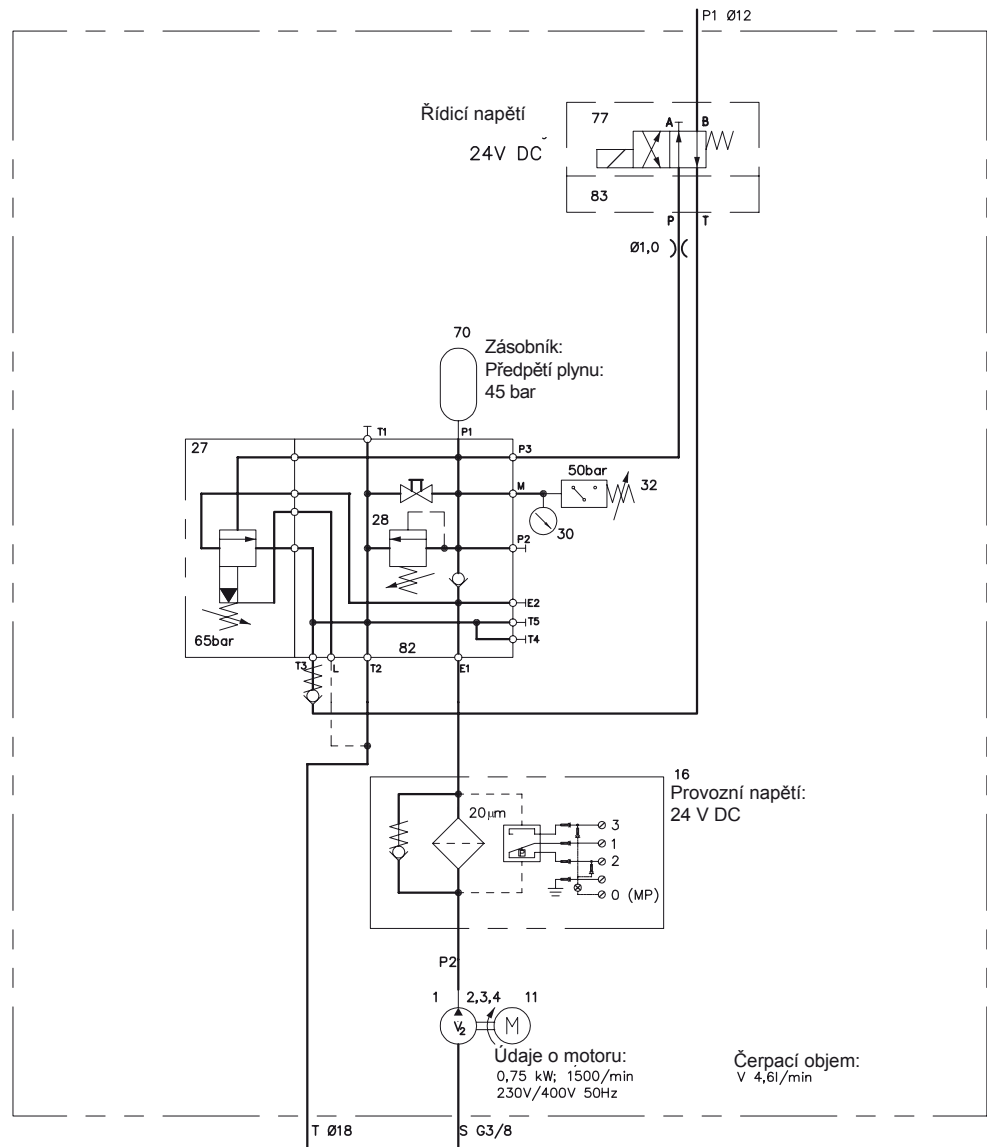 P1 Ø12
Řídicí napětí
24V DC
77
A
B
83
P
T
Ø1,0
70
Zásobník:
Předpětí plynu:
45 bar
T1
P1
27
P3
M
50bar
32
28
30
P2
E2
T5
T4
65bar
82
T3
L
T2
E1
16
Provozní napětí:
24 V DC
20µm
3
1
P
2
0 (MP)
P2
1
2,3,4
11
V2
M
Údaje o motoru:
0,75 kW; 1500/min
230V/400V 50Hz
Čerpací objem:
V 4,6l/min
T Ø18
S G3/8